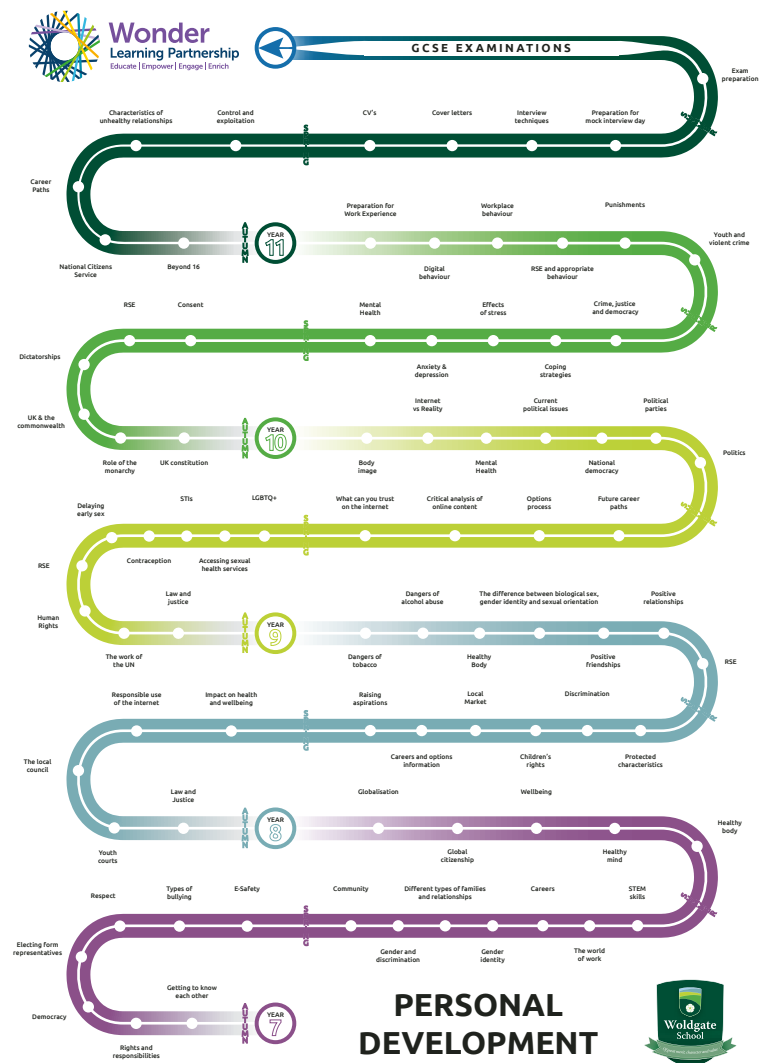 Wonder
Learning Partnership
Educate | Empower | Engage | Enrich
GCSE EXAMINATIONS
Exam
preparation
SUMMER
Characteristics of
unhealthy relationships
Control and
exploitation
SPRING
CV's
Cover letters
Interview
techniques
Preparation for
mock interview day
Career
Paths
National Citizens
Service
Beyond 16
AUTUMN
YEAR
11
Preparation for
Work Experience
Digital
behaviour
Workplace
behaviour
RSE and appropriate
behaviour
Punishments
Youth and
violent crime
SUMMER
RSE
Consent
SPRING
Mental
Health
Anxiety &
depression
Effects
of stress
Coping
strategies
Crime, justice
and democracy
Dictatorships
UK & the
commonwealth
Role of the
monarchy
UK constitution
AUTUMN
YEAR
10
Body
image
Internet
vs Reality
Mental
Health
Current
political issues
National
democracy
Political
parties
Politics
SUMMER
Delaying
early sex
Contraception
STIs
Accessing sexual
health services
LGBTQ+
SPRING
What can you trust
on the internet
Critical analysis of
online content
Options
process
Future career
paths
RSE
Human
Rights
The work of
the UN
Law and
justice
AUTUMN
YEAR
9
Dangers of
tobacco
Dangers of
alcohol abuse
Healthy
Body
The difference between biological sex,
gender identity and sexual orientation
Positive
friendships
Positive
relationships
RSE
SUMMER
Responsible use
of the internet
Impact on health
and wellbeing
SPRING
Raising
aspirations
Careers and options
information
Local
Market
Children's
rights
Discrimination
Protected
characteristics
The local
council
Youth
courts
Law and
Justice
AUTUMN
YEAR
8
Globalisation
Global
citizenship
Wellbeing
Healthy
mind
Healthy
body
SUMMER
Respect
Types of
bullying
E-Safety
SPRING
Community
Gender and
discrimination
Different types of families
and relationships
Gender
identity
Careers
The world
of work
STEM
skills
Electing form
representatives
Democracy
Rights and
responsibilities
Getting to know
each other
AUTUMN
YEAR
7
PERSONAL
DEVELOPMENT
Woldgate
School